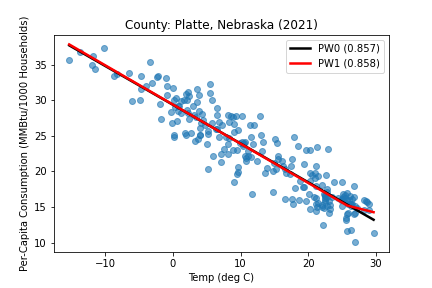 County: Platte, Nebraska (2021)
PW0 (0.857)
PW1 (0.858)
Per-Capita Consumption (MMBtu/1000 Households)
35
30
25
20
15
10
−10
0
10
20
30
Temp (deg C)